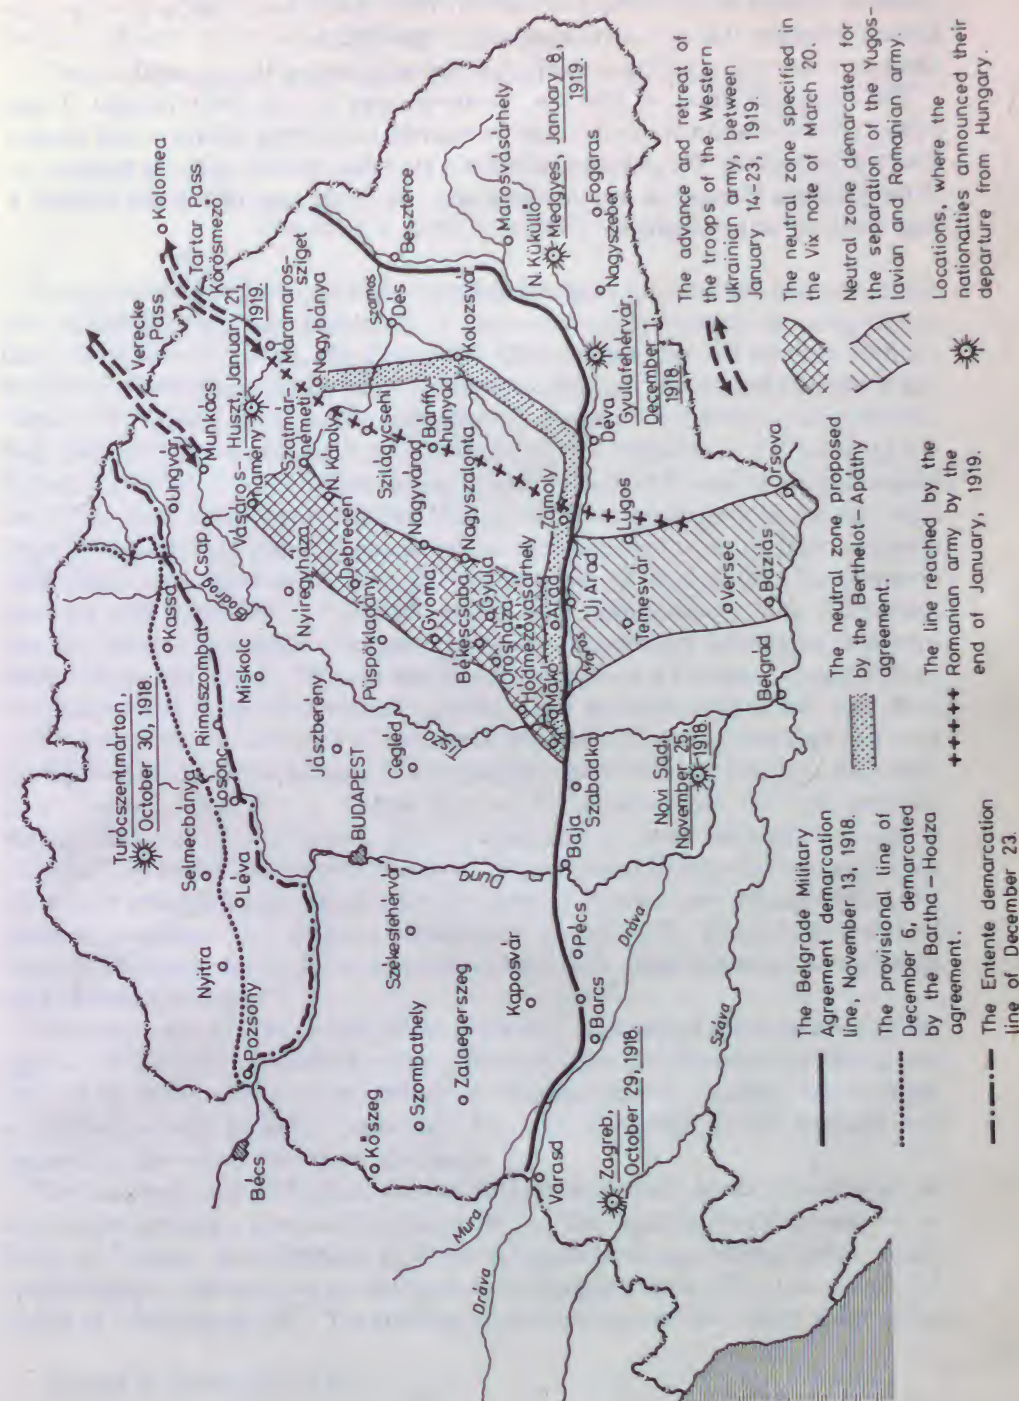 Turócszentmárton,
October 30, 1918.
Verecke
Pass
Kolomea
Tartar Pass
Körösmező
Ungvár
Munkács
Huszt, January 21,
1919.
Máramaros-
sziget
Kassa
Bodrog
Csap
Vásáros-
námény
Szatmár-
németi
Nagybánya
Selmecbánya
Rimaszombat
Losonc
Miskolc
Nyíregyháza
N. Károly
Szamos
Dés
Beszterce
Nyitra
Léva
Pozsony
Bécs
Jászberény
Debrecen
Szilágycsehi
Püspökladány
Bánffy-
hunyad
Kolozsvár
BUDAPEST
Cegléd
Tisza
Gyoma
Nagyvárad
Nagyszalonta
Békéscsaba
Gyula
Orosháza
Marosvásárhely
N. Küküllő
Medgyes, January 8,
1919.
Kőszeg
Szombathely
Székesfehérvár
Duna
Hódmezővásárhely
Zámoly
Fogaras
Nagyszeben
Zalaegerszeg
Kaposvár
Makó
Arad
Új Arad
Maros
Déva
Gyulafehérvár,
December 1,
1918.
Baja
Szabadka
Pécs
Barcs
Varasd
Mura
Dráva
Dráva
Temesvár
Lugos
Novi Sad,
November 25,
1918.
Zagreb,
October 29, 1918.
Száva
Versec
Báziás
Orsova
Belgrád
The Belgrade Military
Agreement demarcation
line, November 13, 1918.
The provisional line of
December 6, demarcated
by the Bartha-Hodza
agreement.
The Entente demarcation
line of December 23.
The neutral zone proposed
by the Berthelot-Apáthy
agreement.
The line reached by the
Romanian army by the
end of January, 1919.
The advance and retreat of
the troops of the Western
Ukrainian army, between
January 14-23, 1919.
The neutral zone specified in
the Vix note of March 20.
Neutral zone demarcated for
the separation of the Yugos-
lavian and Romanian army.
Locations, where the
nationalties announced their
departure from Hungary.